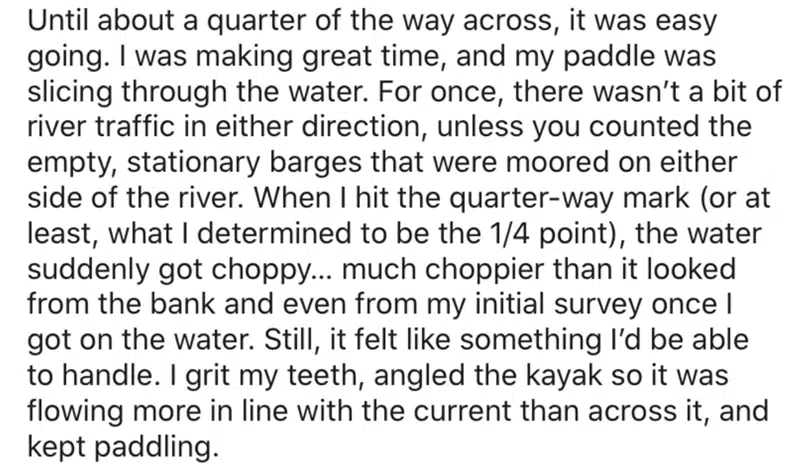 Until about a quarter of the way across, it was easy
going. I was making great time, and my paddle was
slicing through the water. For once, there wasn’t a bit of
river traffic in either direction, unless you counted the
empty, stationary barges that were moored on either
side of the river. When I hit the quarter-way mark (or at
least, what I determined to be the 1/4 point), the water
suddenly got choppy... much choppier than it looked
from the bank and even from my initial survey once I
got on the water. Still, it felt like something I’d be able
to handle. I grit my teeth, angled the kayak so it was
flowing more in line with the current than across it, and
kept paddling.